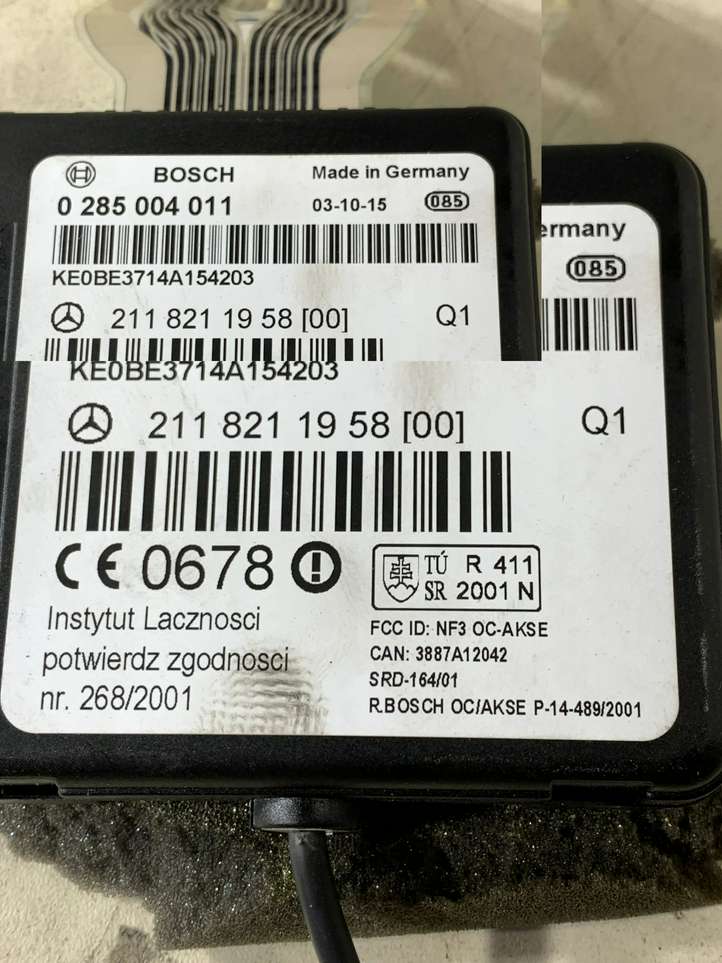 BOSCH Made in Germany
0 285 004 011 03-10-15 085
KE0BE3714A154203
211 821 19 58 [00] Q1
ermany
085
KE0BE3714A154203
211 821 19 58 [00] Q1
CE 0678
TÚ R 411
SR 2001 N
Instytut Lacznosci
potwierdz zgodnosci
nr. 268/2001
FCC ID: NF3 OC-AKSE
CAN: 3887A12042
SRD-164/01
R.BOSCH OC/AKSE P-14-489/2001